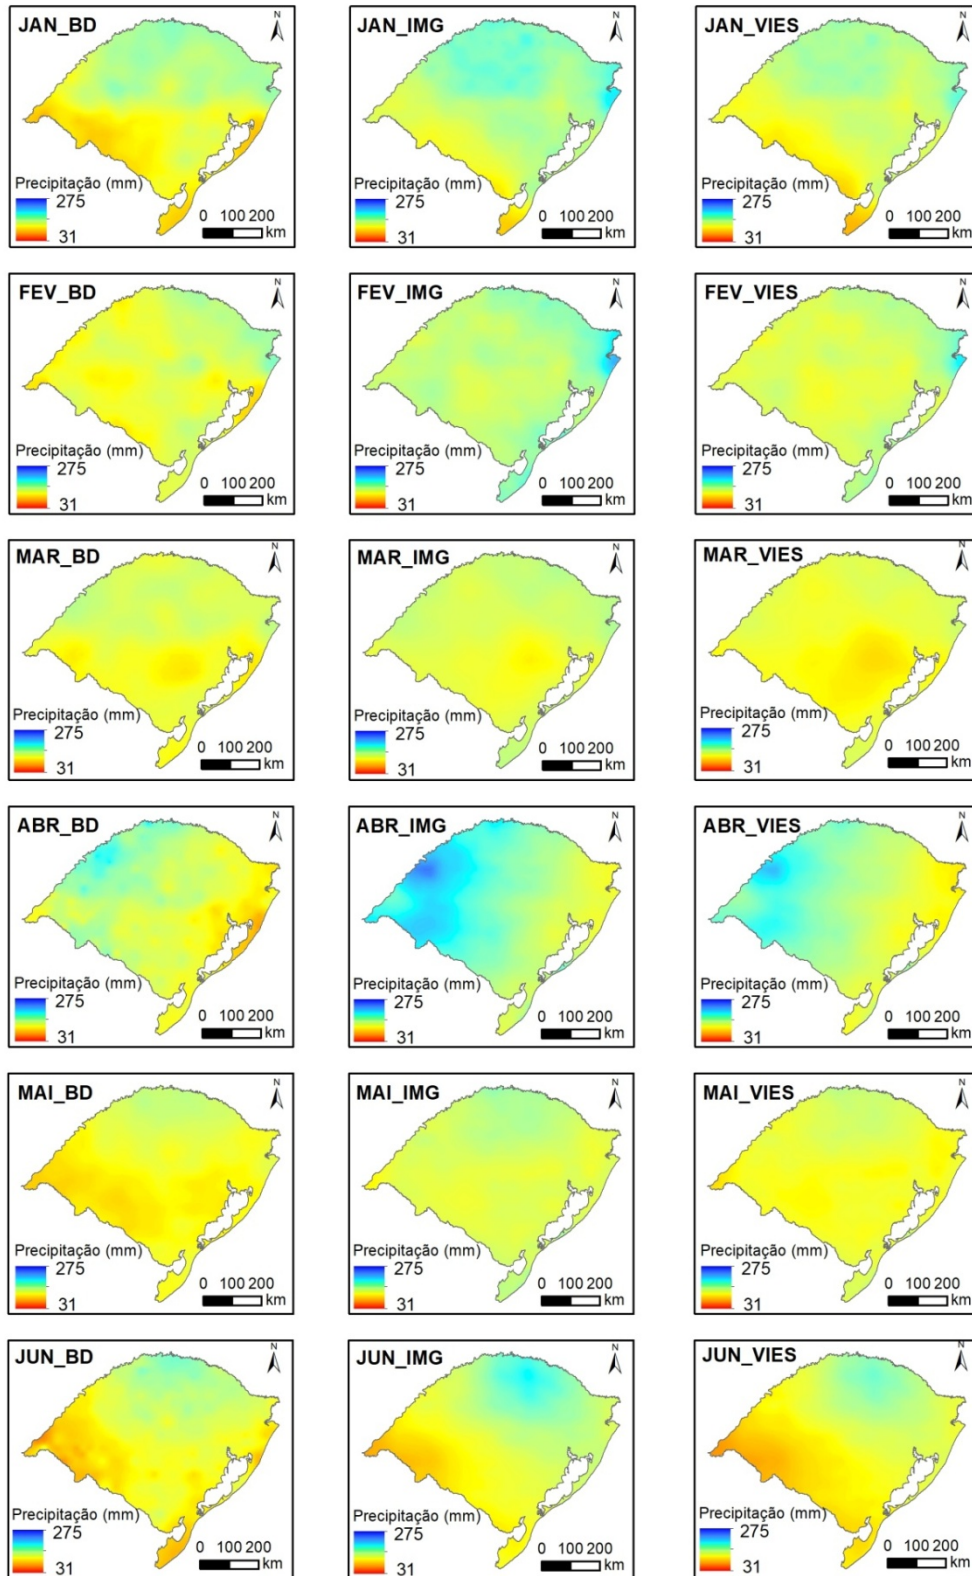 JAN_BD
N
Precipitação (mm)
275
31
0 100 200
km
JAN_IMG
N
Precipitação (mm)
275
31
0 100 200
km
JAN_VIES
N
Precipitação (mm)
275
31
0 100 200
km
FEV_BD
N
Precipitação (mm)
275
31
0 100 200
km
FEV_IMG
N
Precipitação (mm)
275
31
0 100 200
km
FEV_VIES
N
Precipitação (mm)
275
31
0 100 200
km
MAR_BD
N
Precipitação (mm)
275
31
0 100 200
km
MAR_IMG
N
Precipitação (mm)
275
31
0 100 200
km
MAR_VIES
N
Precipitação (mm)
275
31
0 100 200
km
ABR_BD
N
Precipitação (mm)
275
31
0 100 200
km
ABR_IMG
N
Precipitação (mm)
275
31
0 100 200
km
ABR_VIES
N
Precipitação (mm)
275
31
0 100 200
km
MAI_BD
N
Precipitação (mm)
275
31
0 100 200
km
MAI_IMG
N
Precipitação (mm)
275
31
0 100 200
km
MAI_VIES
N
Precipitação (mm)
275
31
0 100 200
km
JUN_BD
N
Precipitação (mm)
275
31
0 100 200
km
JUN_IMG
N
Precipitação (mm)
275
31
0 100 200
km
JUN_VIES
N
Precipitação (mm)
275
31
0 100 200
km